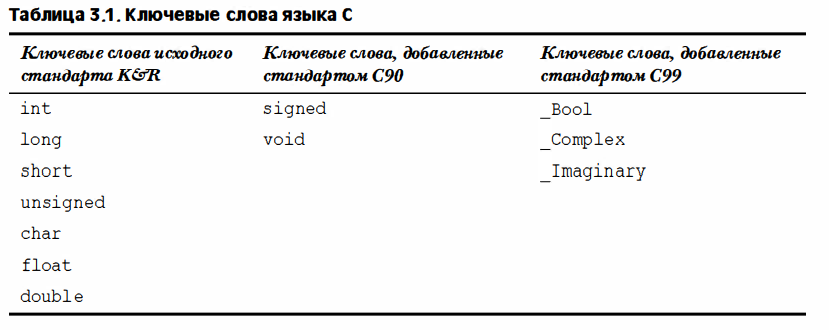 Таблица 3.1. Ключевые слова языка C
Ключевые слова исходного стандарта K&R
Ключевые слова, добавленные стандартом C90
Ключевые слова, добавленные стандартом C99
int signed _Bool
long void _Complex
short _Imaginary
unsigned
char
float
double